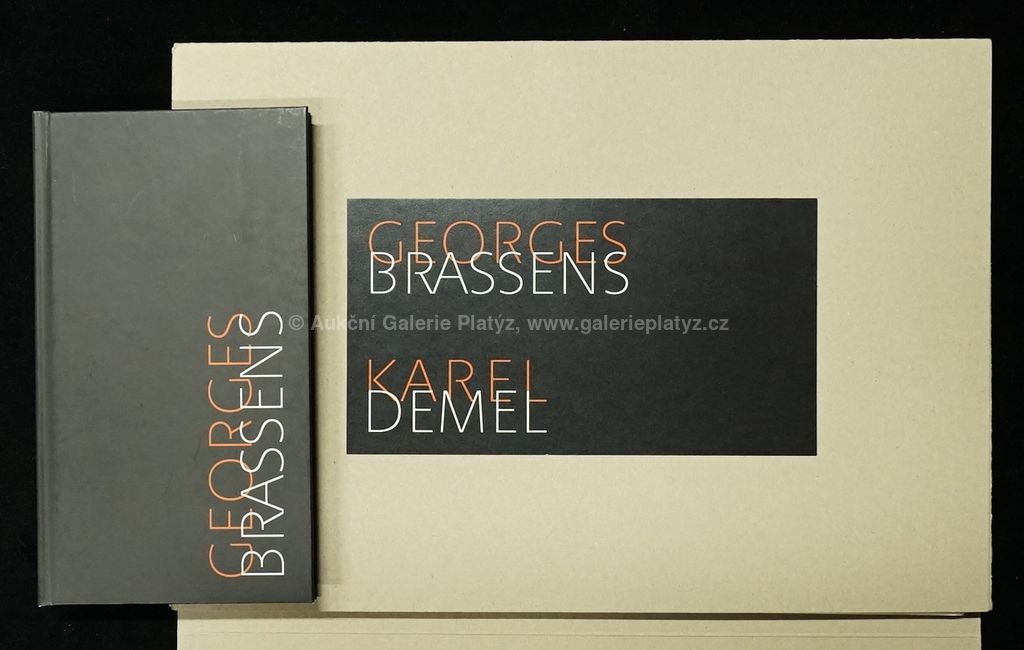 GEORGES
BRASSENS
GEORGES
BRASSENS
KAREL
DEMEL
© Aukční Galerie Platýz, www.galerieplatyz.cz